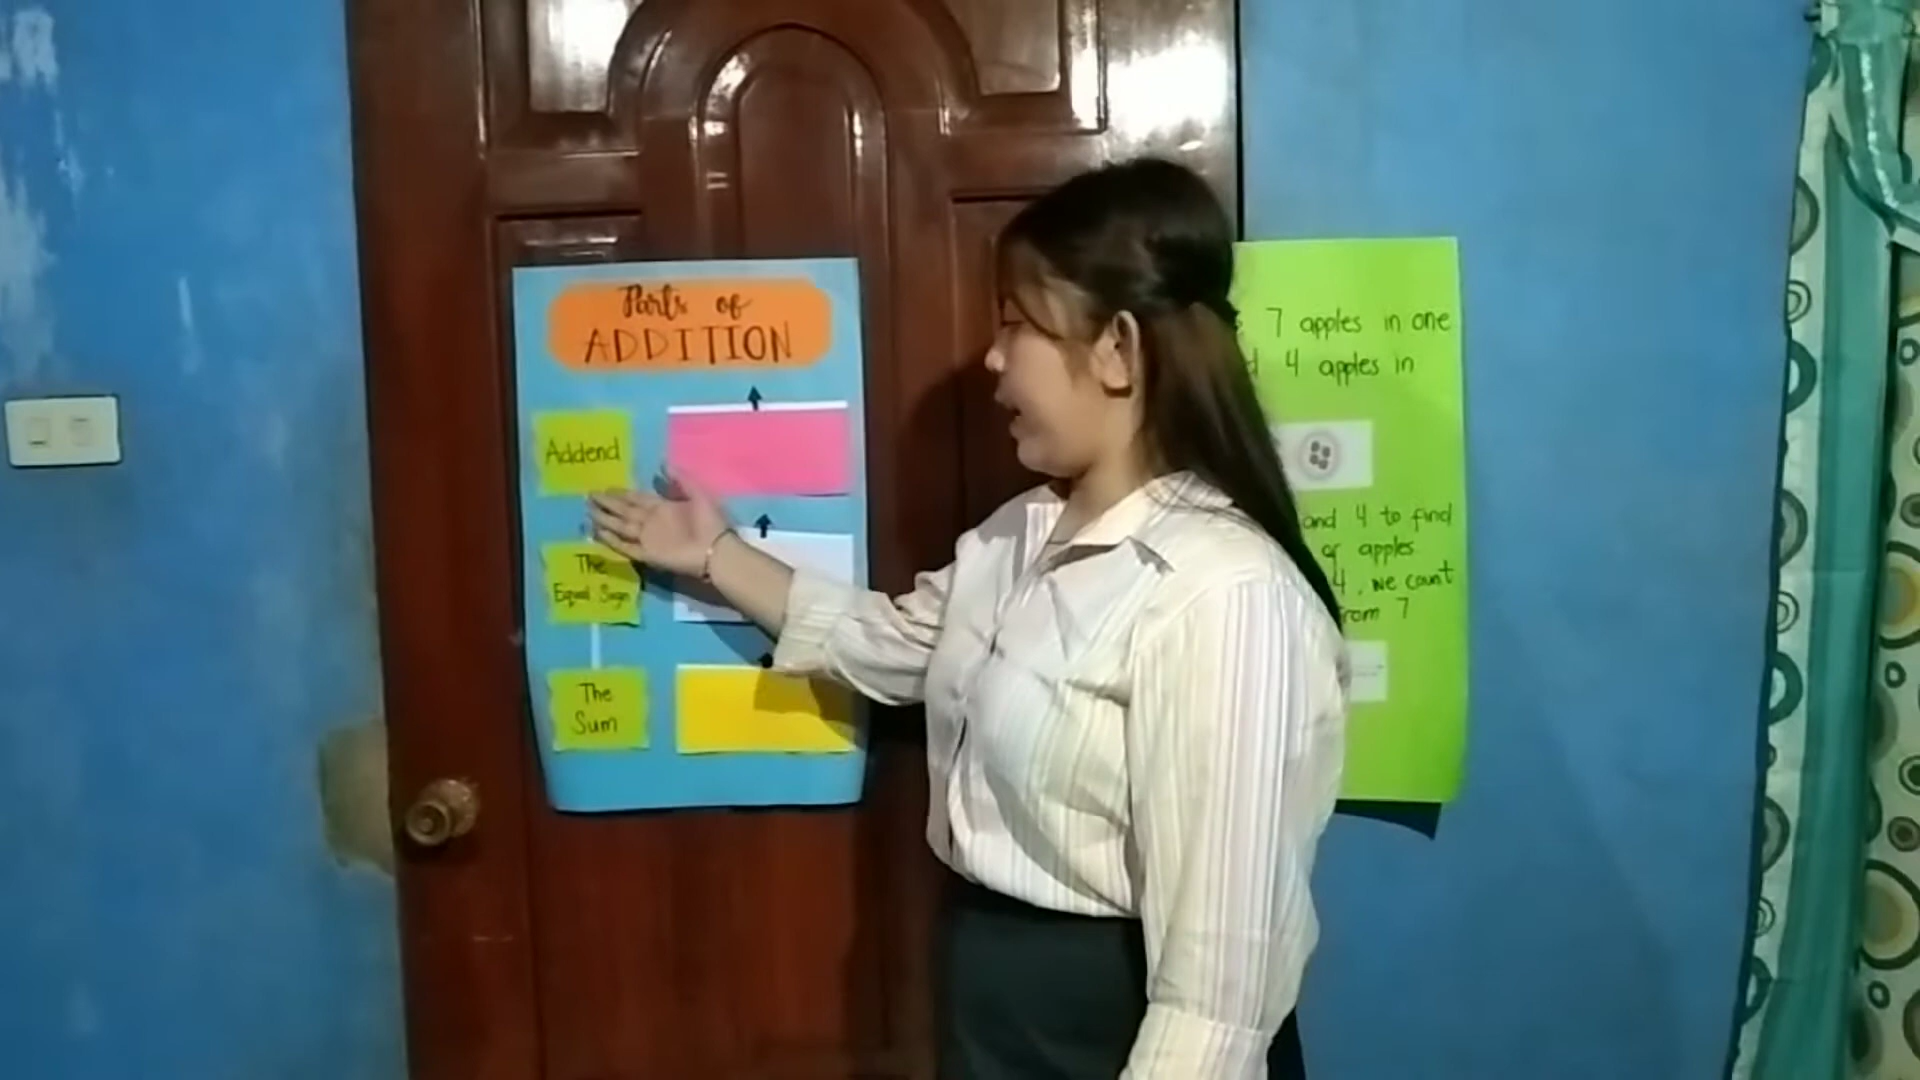 Parts of
ADDITION
Addend
The
Equal Sign
The
Sum
7 apples in one
4 apples in
and 4 to find
of apples
4, we count
from 7